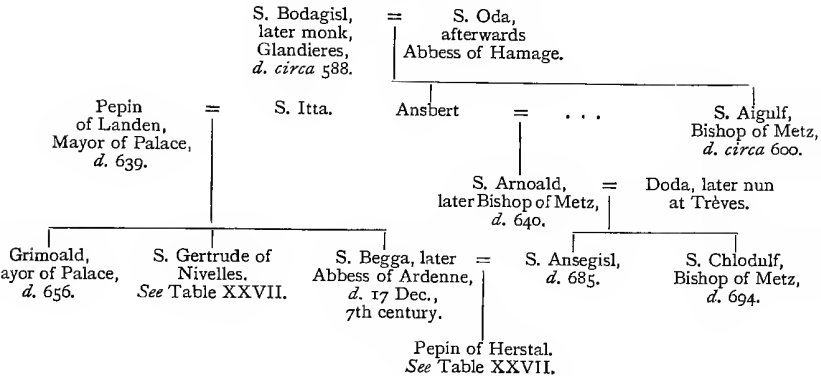 S. Bodagisl,
later monk,
Glandieres,
d. circa 588.
=
S. Oda,
afterwards
Abbess of Hamage.
Pepin
of Landen,
Mayor of Palace,
d. 639.
=
S. Itta.
Ansbert
=
. . .
S. Aigulf,
Bishop of Metz,
d. circa 600.
S. Arnoald,
later Bishop of Metz,
d. 640.
=
Doda, later nun
at Trèves.
Grimoald,
ayor of Palace,
d. 656.
S. Gertrude of
Nivelles.
See Table XXVII.
S. Begga, later
Abbess of Ardenne,
d. 17 Dec.,
7th century.
=
S. Ansegisl,
d. 685.
S. Chlodulf,
Bishop of Metz,
d. 694.
Pepin of Herstal.
See Table XXVII.